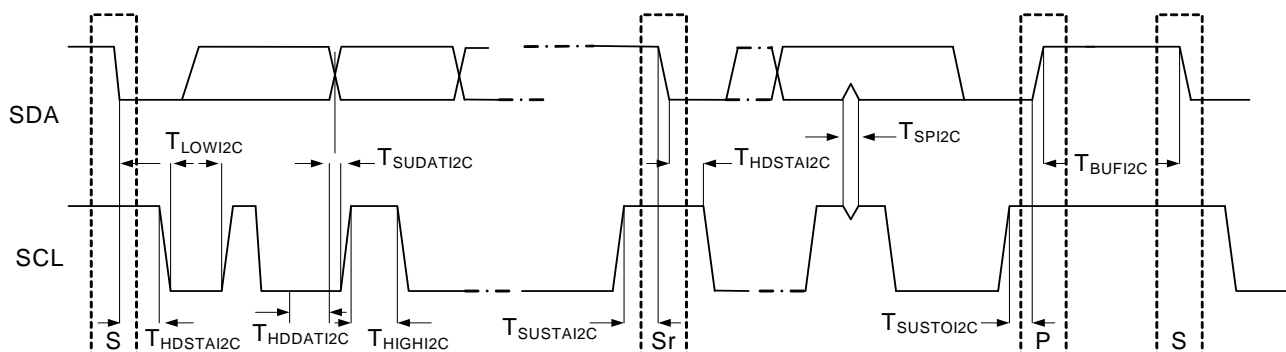 SDA
T_LOWI2C
T_SUDATI2C
T_HDSTAI2C
T_SPI2C
T_BUFI2C
SCL
S
T_HDSTAI2C
T_HDDATI2C
T_HIGHI2C
T_SUSTAI2C
Sr
T_SUSTOI2C
P
S